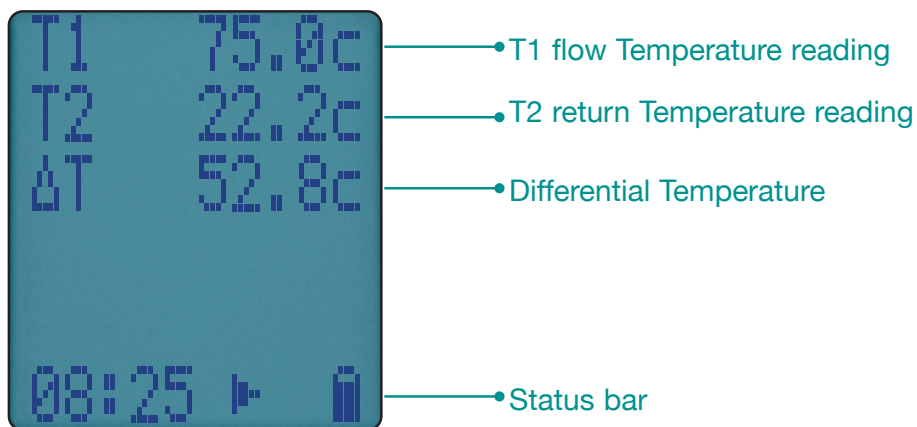 T1 75.0c T1 flow Temperature reading
T2 22.2c T2 return Temperature reading
ΔT 52.8c Differential Temperature
08:25 Status bar